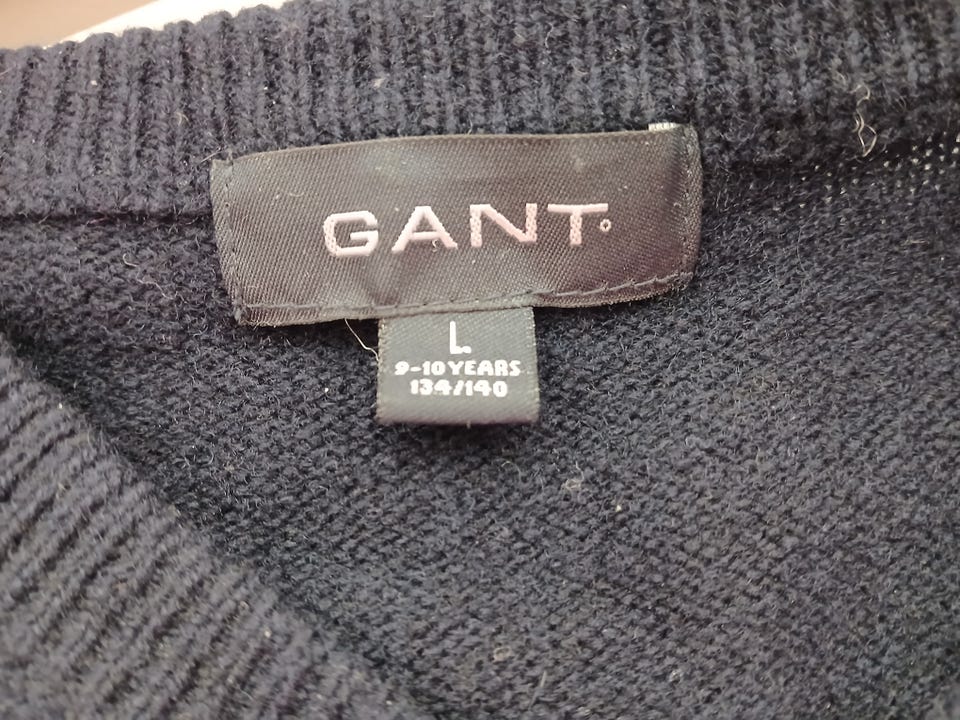 GANT
L
9-10 YEARS
134/140